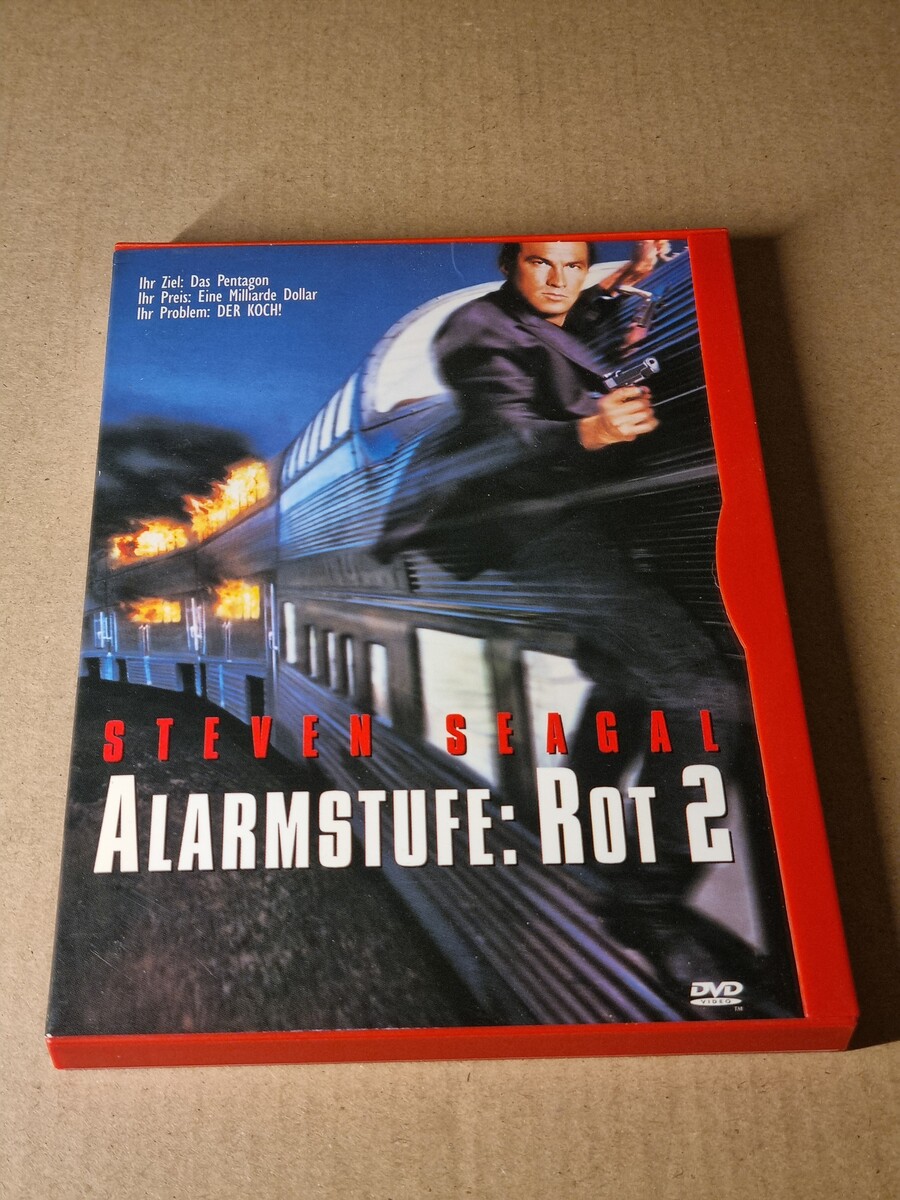 Ihr Ziel: Das Pentagon
Ihr Preis: Eine Milliarde Dollar
Ihr Problem: DER KOCH!
STEVEN SEAGAL
ALARMSTUFE: ROT 2
DVD
VIDEO
TM